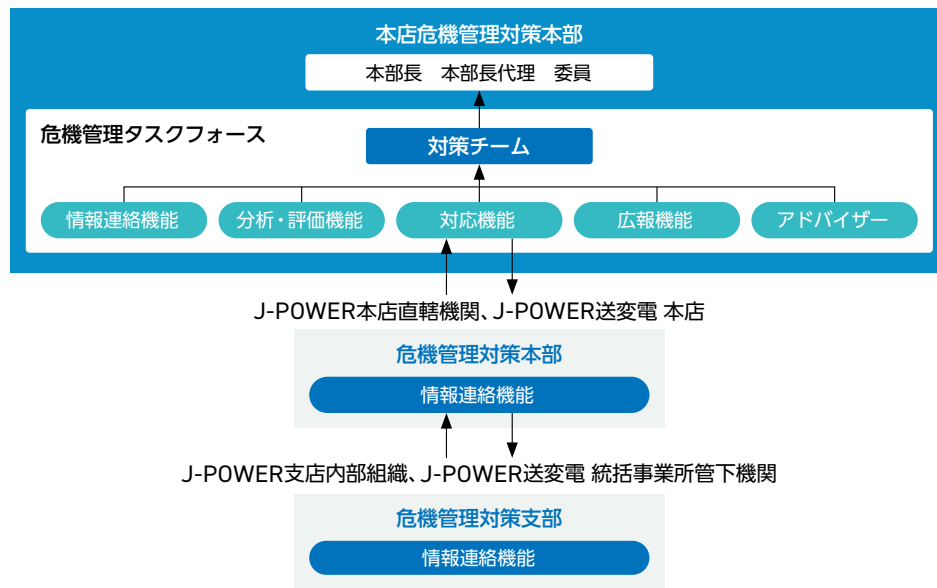 本店危機管理対策本部
本部長　本部長代理　委員
危機管理タスクフォース
対策チーム
情報連絡機能
分析・評価機能
対応機能
広報機能
アドバイザー
J-POWER本店直轄機関、J-POWER送変電 本店
危機管理対策本部
情報連絡機能
J-POWER支店内部組織、J-POWER送変電 統括事業所管下機関
危機管理対策支部
情報連絡機能